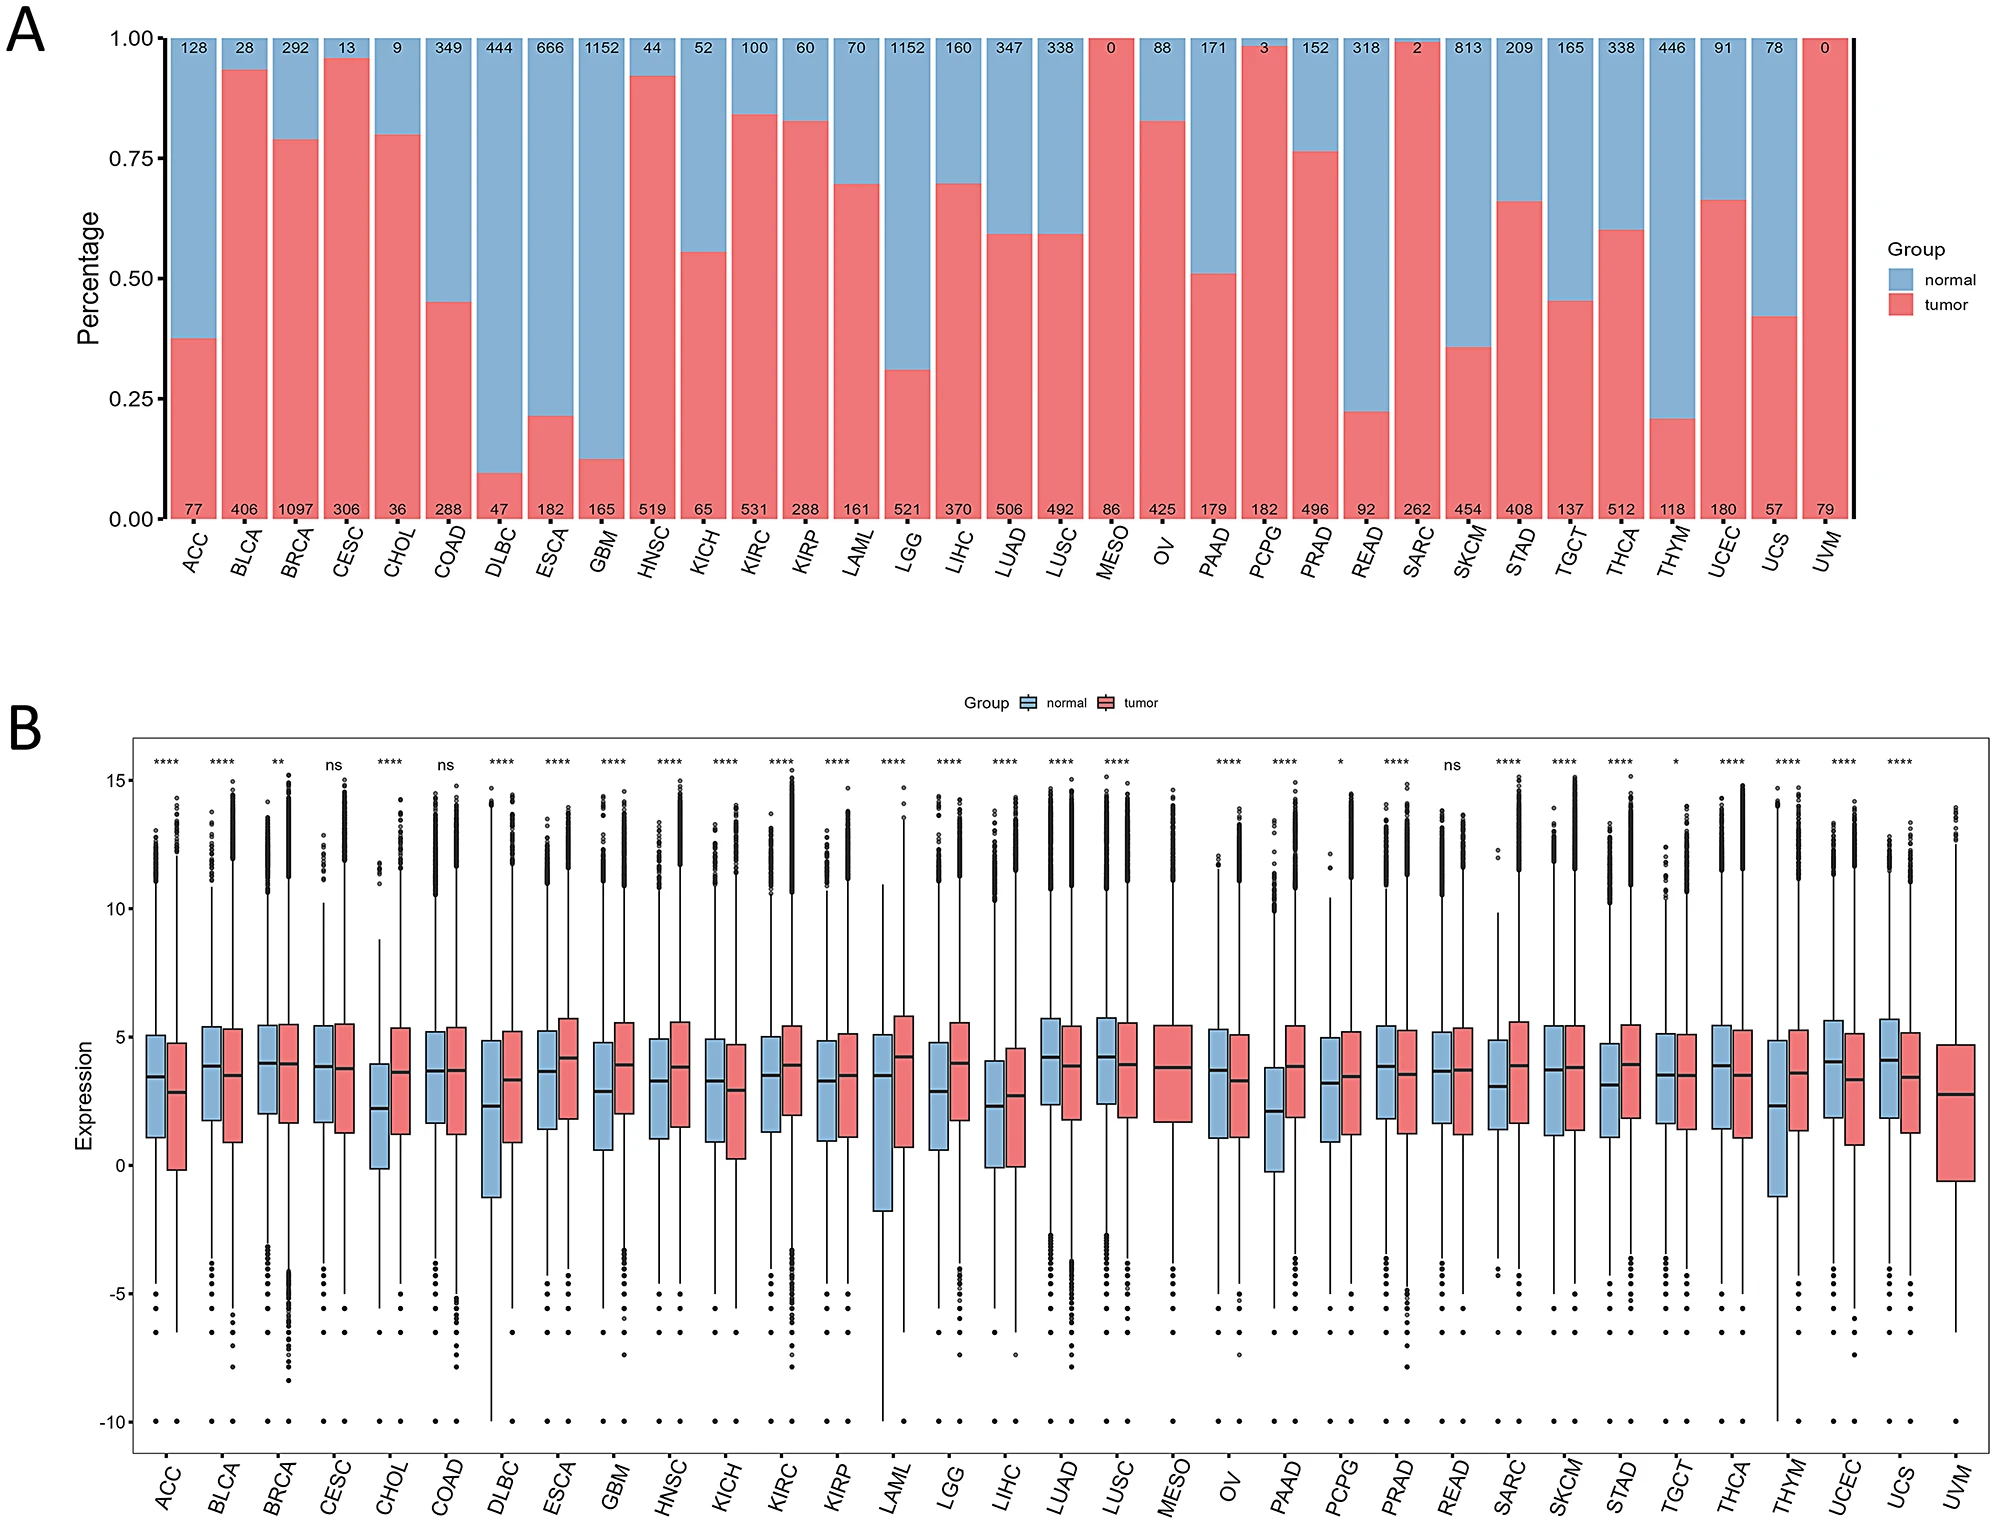 A
1.00
0.75
0.50
0.25
0.00
Percentage
128 28 292 13 9 349 444 666 1152 44 52 100 60 70 1152 160 347 338 0 88 171 3 152 318 2 813 209 165 338 446 91 78 0
77 406 1097 306 36 288 47 182 165 519 65 531 288 161 521 370 506 492 86 425 179 182 496 92 262 454 408 137 512 118 180 57 79
ACC BLCA BRCA CESC CHOL COAD DLBC ESCA GBM HNSC KICH KIRC KIRP LAML LGG LIHC LUAD LUSC MESO OV PAAD PCPG PRAD READ SARC SKCM STAD TGCT THCA THYM UCEC UCS UVM
Group
normal
tumor
B
Group normal tumor
**** **** ** ns **** ns **** **** **** **** **** **** **** **** **** **** **** **** **** **** * **** ns **** **** **** * **** **** **** ****
15
10
5
0
-5
-10
Expression
ACC BLCA BRCA CESC CHOL COAD DLBC ESCA GBM HNSC KICH KIRC KIRP LAML LGG LIHC LUAD LUSC MESO OV PAAD PCPG PRAD READ SARC SKCM STAD TGCT THCA THYM UCEC UCS UVM